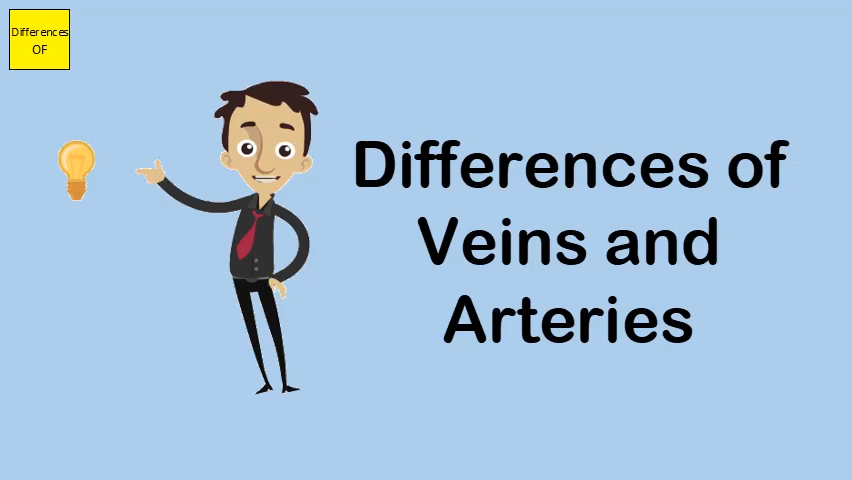 Differences
OF
Differences of
Veins and
Arteries